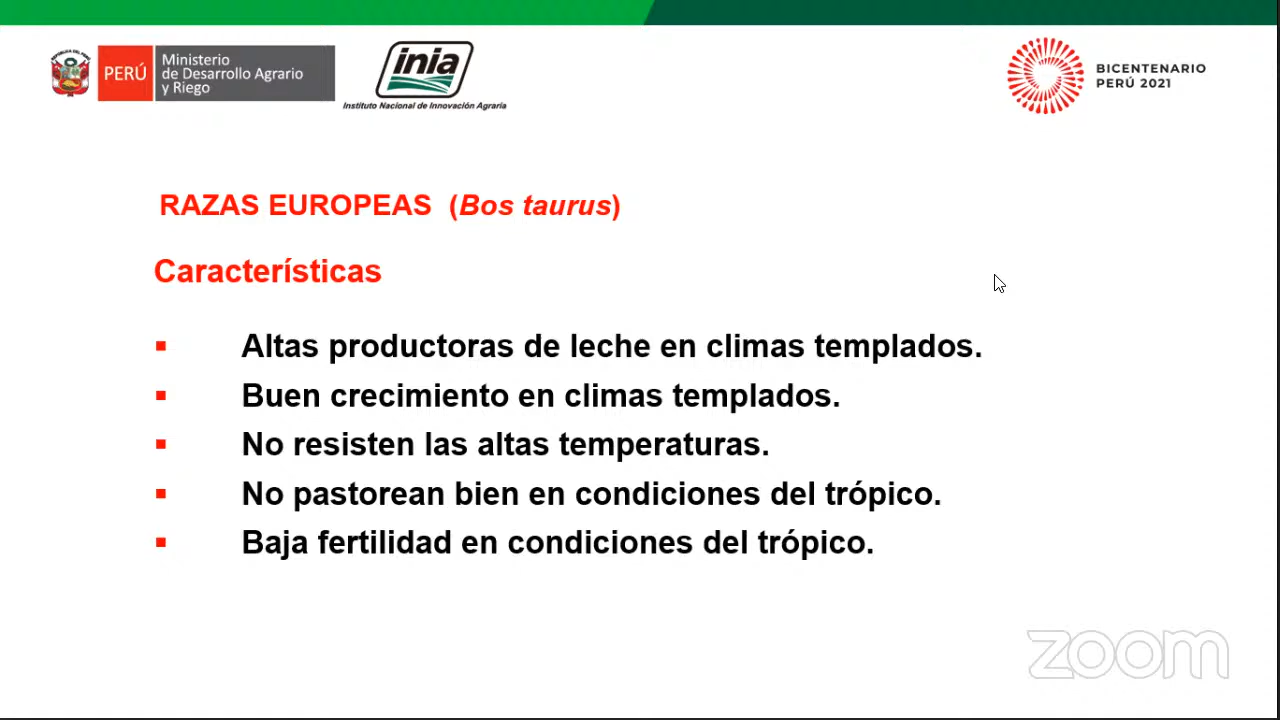 PERÚ
Ministerio
de Desarrollo Agrario
y Riego
inia
Instituto Nacional de Innovación Agraria
BICENTENARIO
PERÚ 2021
RAZAS EUROPEAS (Bos taurus)
Características
▪ Altas productoras de leche en climas templados.
▪ Buen crecimiento en climas templados.
▪ No resisten las altas temperaturas.
▪ No pastorean bien en condiciones del trópico.
▪ Baja fertilidad en condiciones del trópico.
zoom